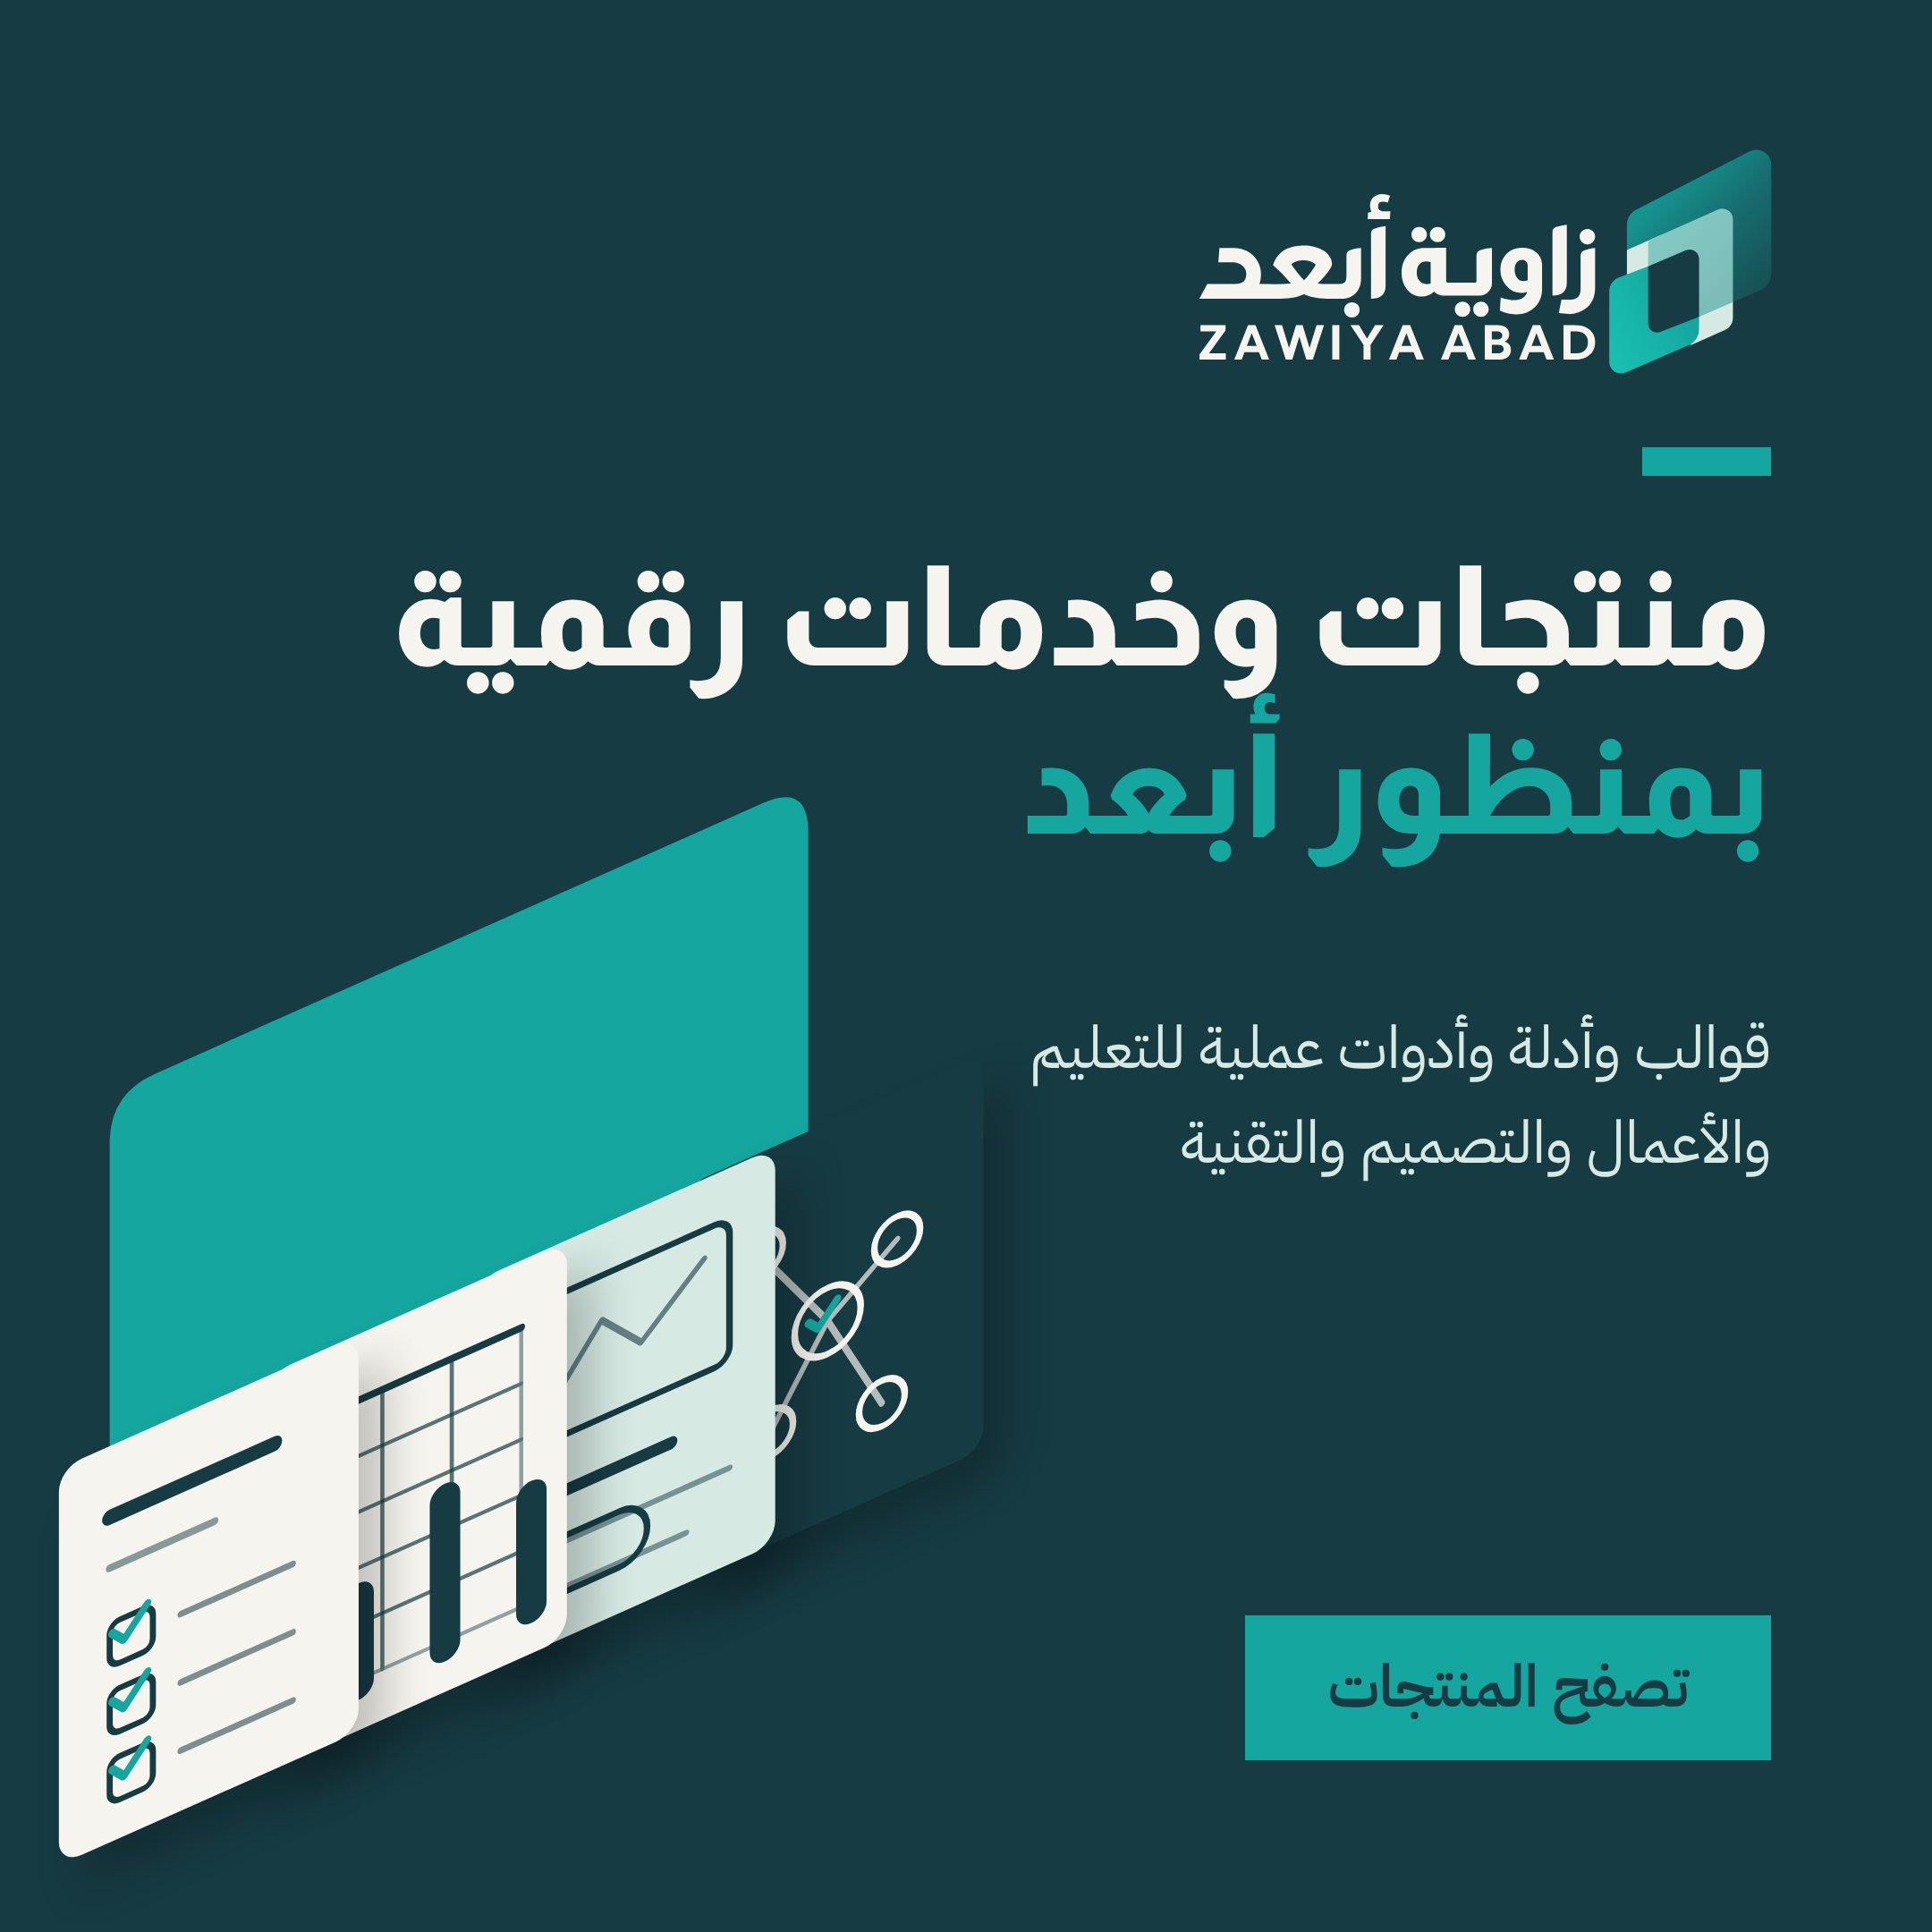 زاوية أبعد
ZAWIYA ABAD
منتجات وخدمات رقمية
بمنظور أبعد
قوالب وأدلة وأدوات عملية للتعليم
والأعمال والتصميم والتقنية
تصفح المنتجات